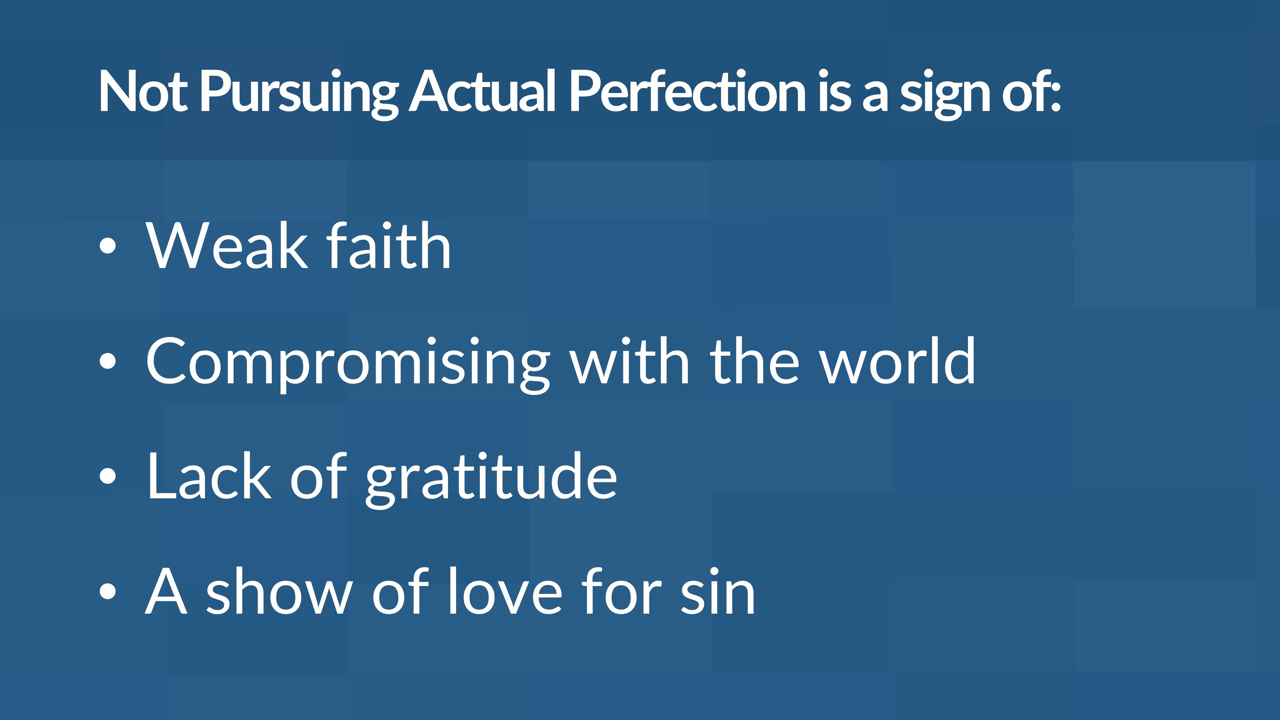 Not Pursuing Actual Perfection is a sign of:
• Weak faith
• Compromising with the world
• Lack of gratitude
• A show of love for sin